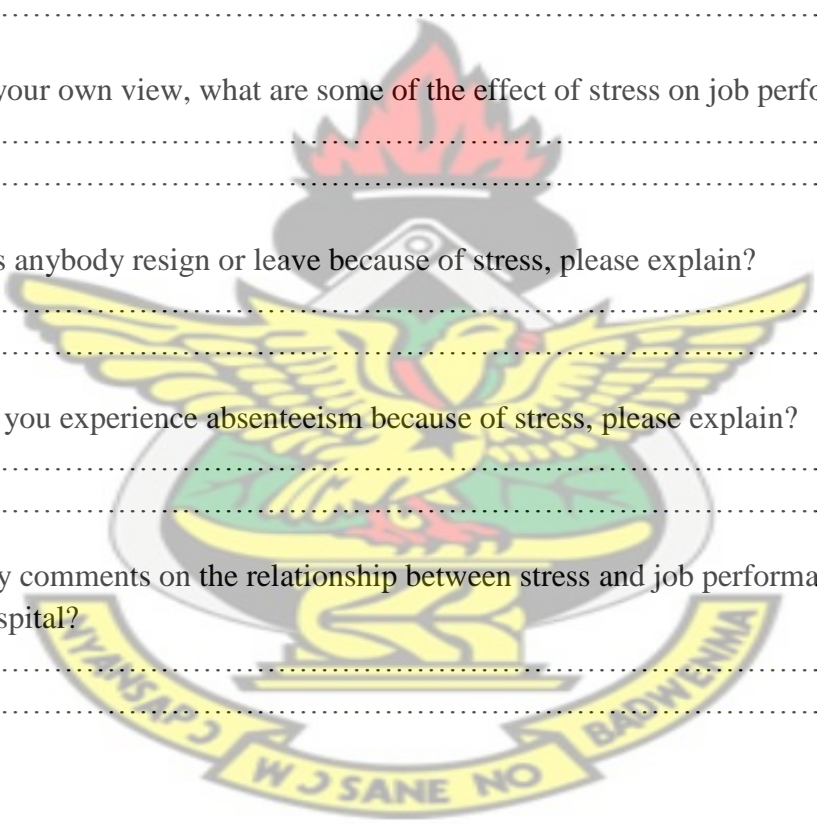 ……………………………………………………………………………………
your own view, what are some of the effect of stress on job perfo
……………………………………………………………………………………
……………………………………………………………………………………
s anybody resign or leave because of stress, please explain?
……………………………………………………………………………………
……………………………………………………………………………………
you experience absenteeism because of stress, please explain?
……………………………………………………………………………………
……………………………………………………………………………………
y comments on the relationship between stress and job performa
spital?
……………………………………………………………………………………
……………………………………………………………………………………
NYANSAPƆ WƆSANE NO BADWENMA